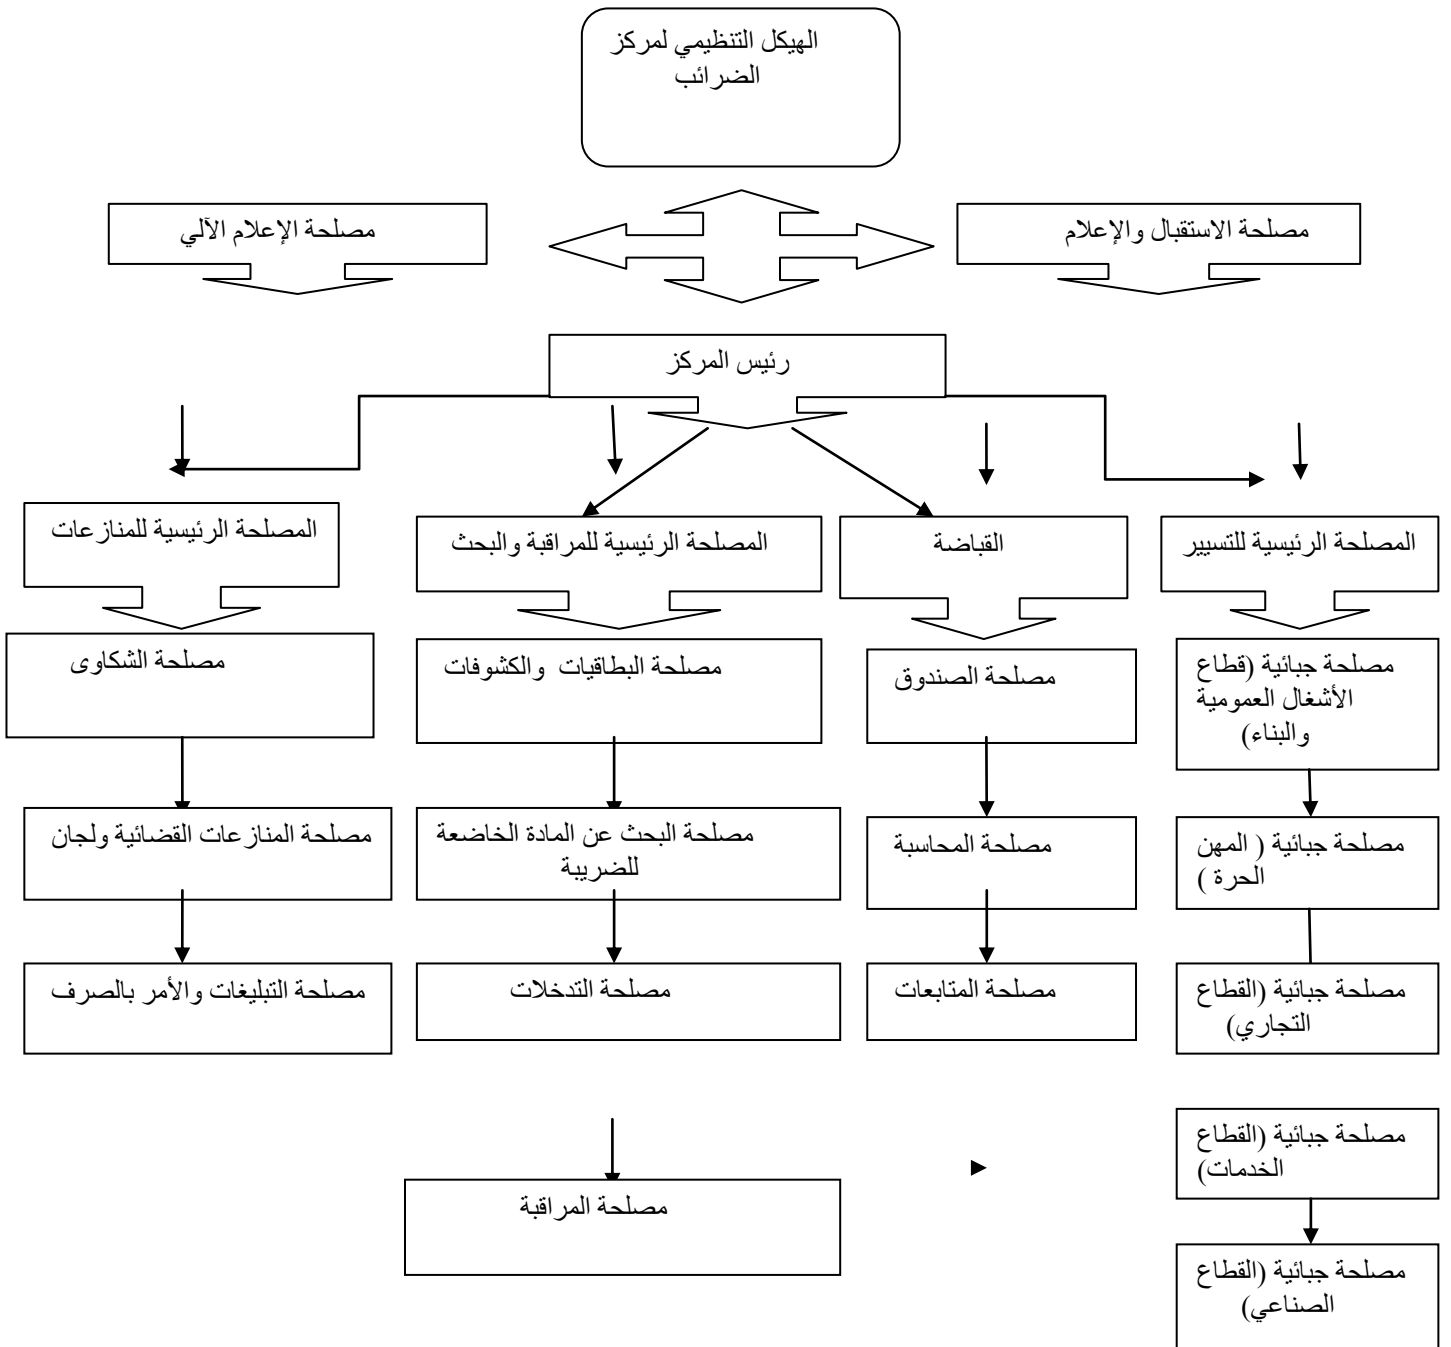 الهيكل التنظيمي لمركز
الضرائب
مصلحة الاستقبال والإعلام
مصلحة الإعلام الآلي
رئيس المركز
المصلحة الرئيسية للتسيير
القباضة
المصلحة الرئيسية للمراقبة والبحث
المصلحة الرئيسية للمنازعات
مصلحة جبائية (قطاع
الأشغال العمومية
والبناء)
مصلحة الصندوق
مصلحة البطاقيات والكشوفات
مصلحة الشكاوى
مصلحة جبائية ( المهن
الحرة )
مصلحة المحاسبة
مصلحة البحث عن المادة الخاضعة
للضريبة
مصلحة المنازعات القضائية ولجان
مصلحة جبائية (القطاع
التجاري)
مصلحة المتابعات
مصلحة التدخلات
مصلحة التبليغات والأمر بالصرف
مصلحة جبائية (القطاع
الخدمات)
مصلحة المراقبة
مصلحة جبائية (القطاع
الصناعي)